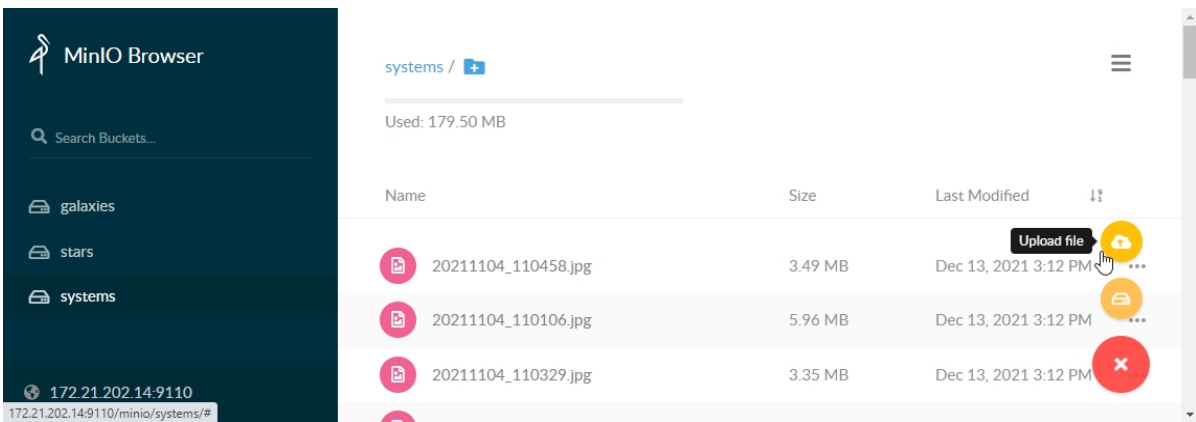 MinIO Browser
Search Buckets...
galaxies
stars
systems
172.21.202.14:9110
172.21.202.14:9110/minio/systems/#
systems /
Used: 179.50 MB
Name Size Last Modified
Upload file
20211104_110458.jpg 3.49 MB Dec 13, 2021 3:12 PM
20211104_110106.jpg 5.96 MB Dec 13, 2021 3:12 PM
20211104_110329.jpg 3.35 MB Dec 13, 2021 3:12 PM